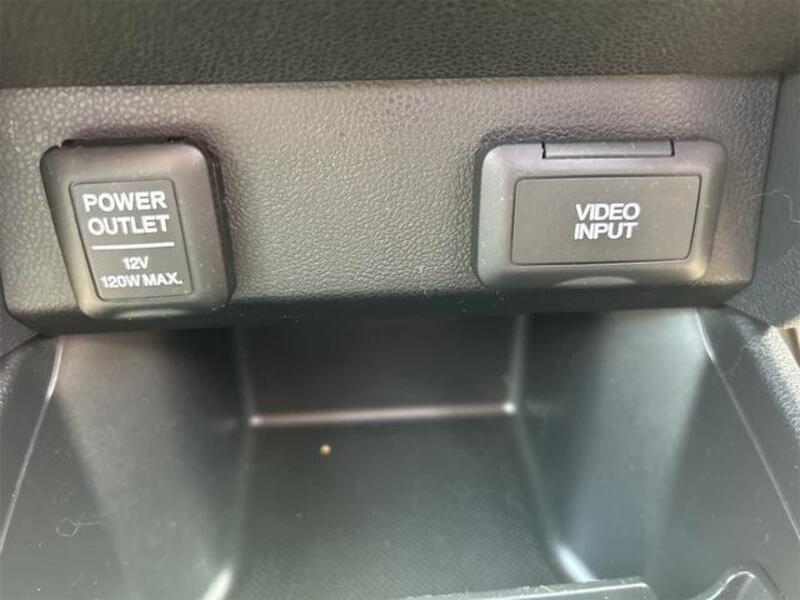 POWER
OUTLET
12V
120W MAX.
VIDEO
INPUT